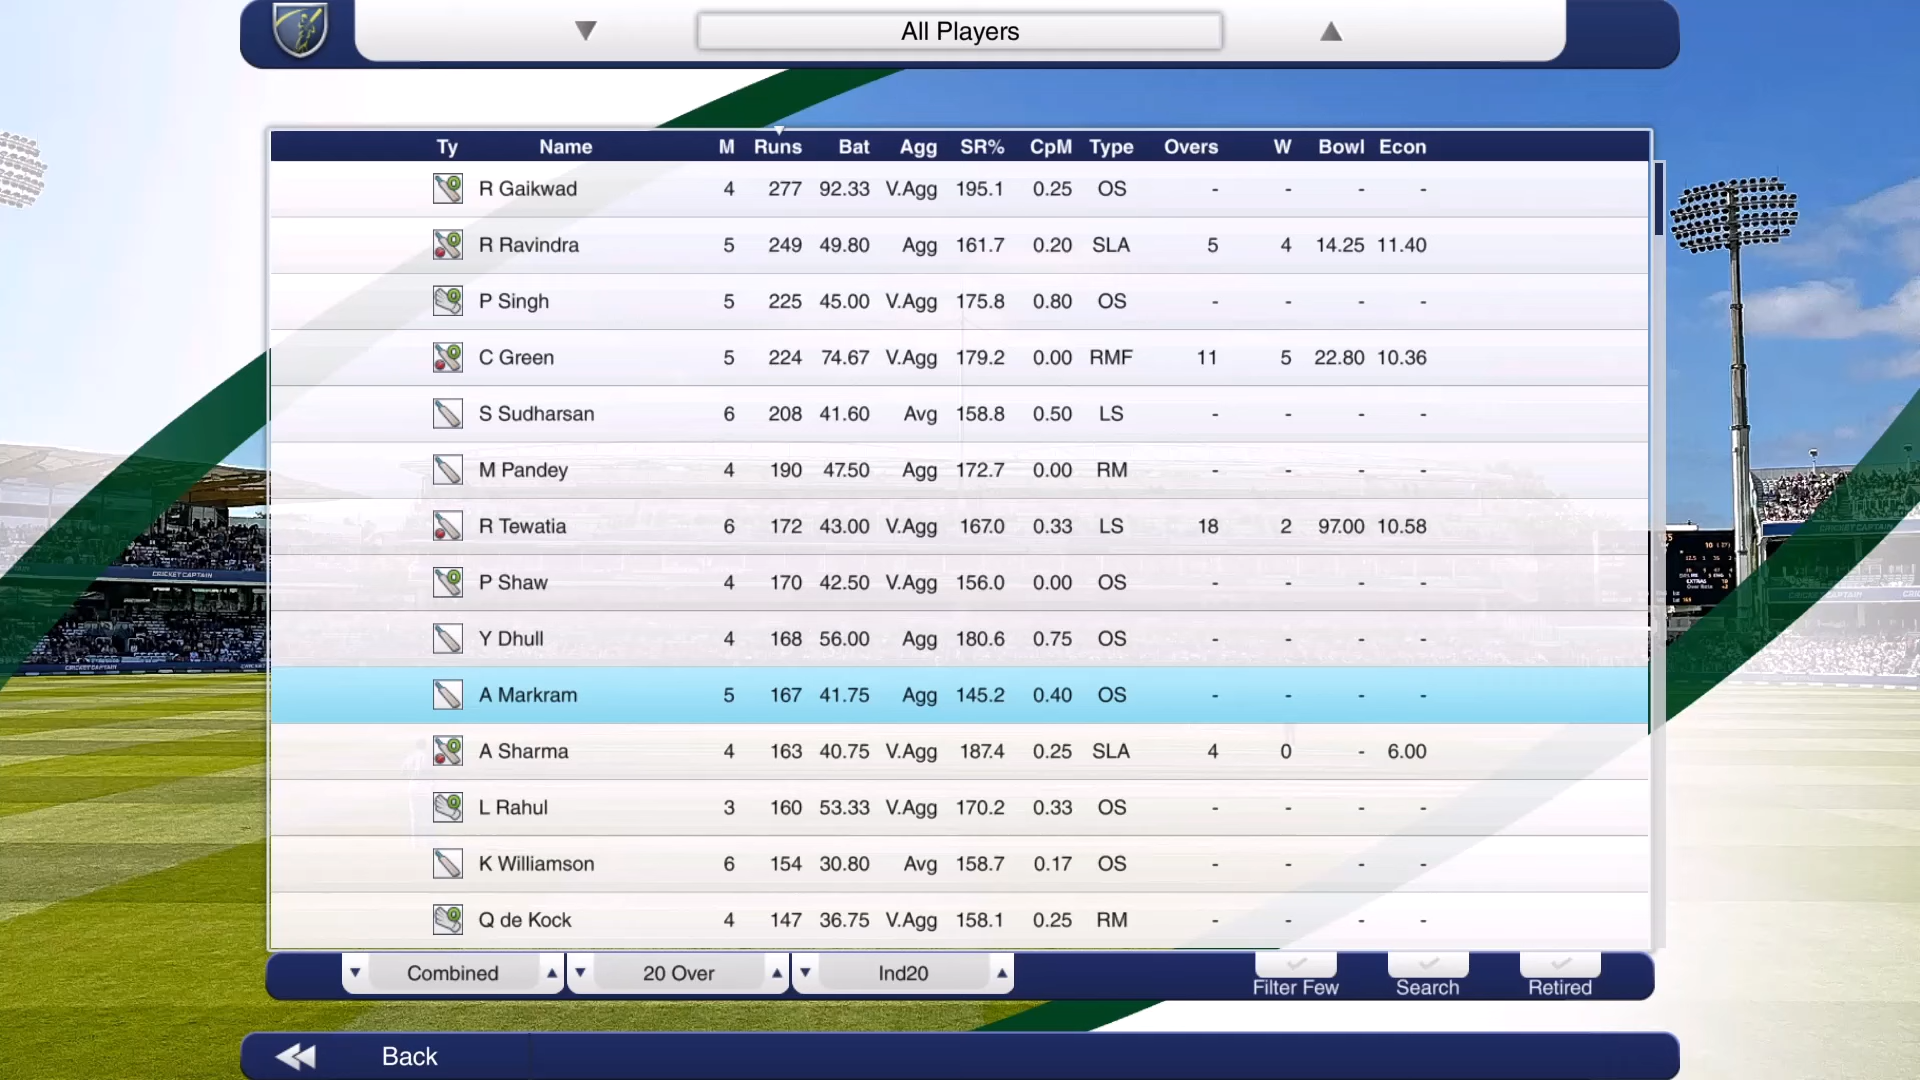 All Players
Ty Name M Runs Bat Agg SR% CpM Type Overs W Bowl Econ
R Gaikwad 4 277 92.33 V.Agg 195.1 0.25 OS - - - -
R Ravindra 5 249 49.80 Agg 161.7 0.20 SLA 5 4 14.25 11.40
P Singh 5 225 45.00 V.Agg 175.8 0.80 OS - - - -
C Green 5 224 74.67 V.Agg 179.2 0.00 RMF 11 5 22.80 10.36
S Sudharsan 6 208 41.60 Avg 158.8 0.50 LS - - - -
M Pandey 4 190 47.50 Agg 172.7 0.00 RM - - - -
R Tewatia 6 172 43.00 V.Agg 167.0 0.33 LS 18 2 97.00 10.58
P Shaw 4 170 42.50 V.Agg 156.0 0.00 OS - - - -
Y Dhull 4 168 56.00 Agg 180.6 0.75 OS - - - -
A Markram 5 167 41.75 Agg 145.2 0.40 OS - - - -
A Sharma 4 163 40.75 V.Agg 187.4 0.25 SLA 4 0 - 6.00
L Rahul 3 160 53.33 V.Agg 170.2 0.33 OS - - - -
K Williamson 6 154 30.80 Avg 158.7 0.17 OS - - - -
Q de Kock 4 147 36.75 V.Agg 158.1 0.25 RM - - - -
Combined 20 Over Ind20
Filter Few Search Retired
Back
CRICKET CAPTAIN
CRICKET CAPTAIN
CRICKET CAPTAIN
CRICKET CAPTAIN